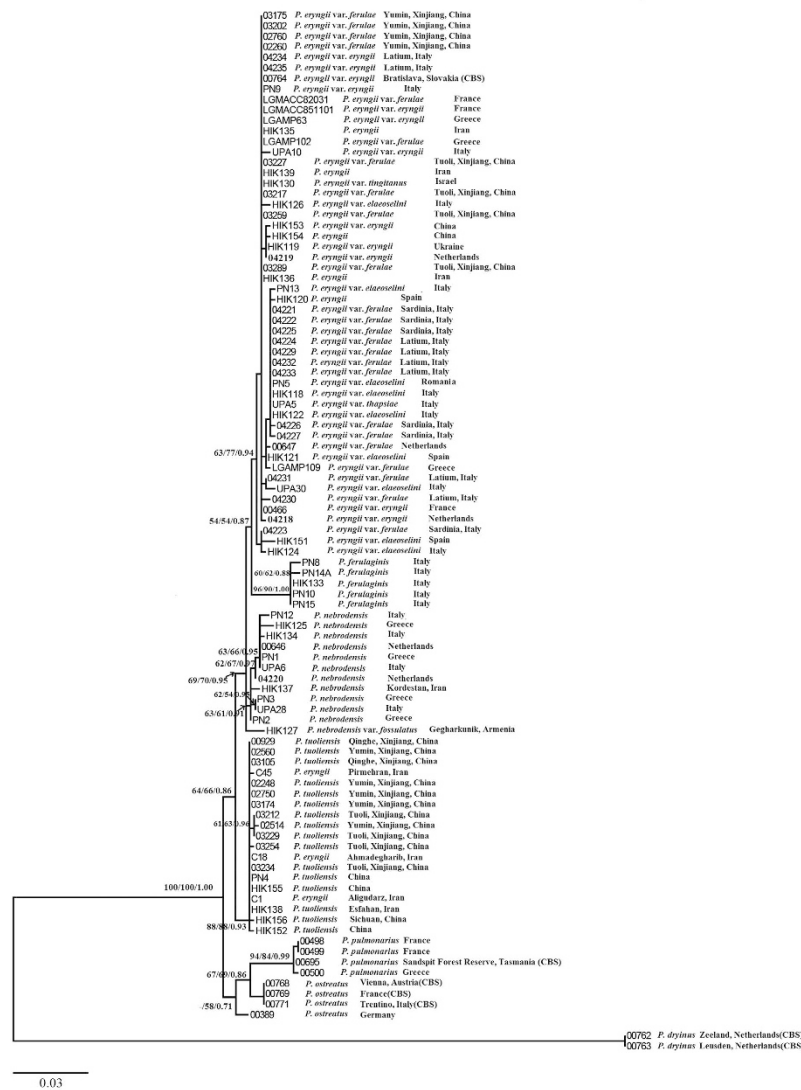 03175 P. eryngii var. ferulae Yumin, Xinjiang, China
03202 P. eryngii var. ferulae Yumin, Xinjiang, China
02760 P. eryngii var. ferulae Yumin, Xinjiang, China
02260 P. eryngii var. ferulae Yumin, Xinjiang, China
04234 P. eryngii var. eryngii Latium, Italy
04235 P. eryngii var. eryngii Latium, Italy
00764 P. eryngii var. eryngii Bratislava, Slovakia (CBS)
PN9 P. eryngii var. eryngii Italy
LGMACC82031 P. eryngii var. ferulae France
LGMACC851101 P. eryngii var. eryngii France
LGAMP63 P. eryngii var. eryngii Greece
HIK135 P. eryngii Iran
LGAMP102 P. eryngii var. ferulae Greece
UPA10 P. eryngii var. eryngii Italy
03227 P. eryngii var. ferulae Tuoli, Xinjiang, China
HIK139 P. eryngii Iran
HIK130 P. eryngii var. tingitanus Israel
03217 P. eryngii var. ferulae Tuoli, Xinjiang, China
HIK126 P. eryngii var. elaeoselini Italy
03259 P. eryngii var. ferulae Tuoli, Xinjiang, China
HIK153 P. eryngii var. eryngii China
HIK154 P. eryngii China
HIK119 P. eryngii var. eryngii Ukraine
04219 P. eryngii var. eryngii Netherlands
03289 P. eryngii var. ferulae Tuoli, Xinjiang, China
HIK136 P. eryngii Iran
PN13 P. eryngii var. elaeoselini Italy
HIK120 P. eryngii Spain
04221 P. eryngii var. ferulae Sardinia, Italy
04222 P. eryngii var. ferulae Sardinia, Italy
04225 P. eryngii var. ferulae Sardinia, Italy
04224 P. eryngii var. ferulae Latium, Italy
04229 P. eryngii var. ferulae Latium, Italy
04232 P. eryngii var. ferulae Latium, Italy
04233 P. eryngii var. ferulae Latium, Italy
PN5 P. eryngii var. elaeoselini Romania
HIK118 P. eryngii var. elaeoselini Italy
UPA5 P. eryngii var. thapsiae Italy
HIK122 P. eryngii var. elaeoselini Italy
04226 P. eryngii var. ferulae Sardinia, Italy
04227 P. eryngii var. ferulae Sardinia, Italy
00647 P. eryngii var. ferulae Netherlands
63/77/0.94
HIK121 P. eryngii var. elaeoselini Spain
LGAMP109 P. eryngii var. ferulae Greece
04231 P. eryngii var. ferulae Latium, Italy
UPA30 P. eryngii var. elaeoselini Italy
04230 P. eryngii var. ferulae Latium, Italy
00466 P. eryngii var. eryngii France
04218 P. eryngii var. eryngii Netherlands
54/54/0.87
04223 P. eryngii var. ferulae Sardinia, Italy
HIK151 P. eryngii var. elaeoselini Spain
HIK124 P. eryngii var. elaeoselini Italy
PN8 P. ferulaginis Italy
60/62/0.88
PN14A P. ferulaginis Italy
HIK133 P. ferulaginis Italy
96/90/1.00
PN10 P. ferulaginis Italy
PN15 P. ferulaginis Italy
PN12 P. nebrodensis Italy
HIK125 P. nebrodensis Greece
HIK134 P. nebrodensis Italy
00646 P. nebrodensis Netherlands
63/66/0.95
PN1 P. nebrodensis Greece
62/67/0.97
UPA6 P. nebrodensis Italy
69/70/0.95
04220 P. nebrodensis Netherlands
HIK137 P. nebrodensis Kordestan, Iran
PN3 P. nebrodensis Greece
UPA28 P. nebrodensis Italy
63/61/0.91
PN2 P. nebrodensis Greece
HIK127 P. nebrodensis var. fossulatus Gegharkunik, Armenia
00929 P. tuoliensis Qinghe, Xinjiang, China
02560 P. tuoliensis Yumin, Xinjiang, China
03105 P. tuoliensis Qinghe, Xinjiang, China
C45 P. eryngii Pirmehran, Iran
02248 P. tuoliensis Yumin, Xinjiang, China
64/66/0.86
02750 P. tuoliensis Yumin, Xinjiang, China
03174 P. tuoliensis Yumin, Xinjiang, China
03212 P. tuoliensis Tuoli, Xinjiang, China
61/63/0.96
02514 P. tuoliensis Yumin, Xinjiang, China
03229 P. tuoliensis Tuoli, Xinjiang, China
03254 P. tuoliensis Tuoli, Xinjiang, China
C18 P. eryngii Ahmadegharib, Iran
03234 P. tuoliensis Tuoli, Xinjiang, China
PN4 P. tuoliensis China
HIK155 P. tuoliensis China
100/100/1.00
C1 P. eryngii Aligudarz, Iran
HIK138 P. tuoliensis Esfahan, Iran
HIK156 P. tuoliensis Sichuan, China
88/88/0.93
HIK152 P. tuoliensis China
00498 P. pulmonarius France
00499 P. pulmonarius France
94/84/0.99
00695 P. pulmonarius Sandspit Forest Reserve, Tasmania (CBS)
00500 P. pulmonarius Greece
67/69/0.86
00768 P. ostreatus Vienna, Austria(CBS)
00769 P. ostreatus France(CBS)
00771 P. ostreatus Trentino, Italy(CBS)
-/58/0.71
00389 P. ostreatus Germany
00762 P. dryinus Zeeland, Netherlands(CBS)
00763 P. dryinus Leusden, Netherlands(CBS
0.03